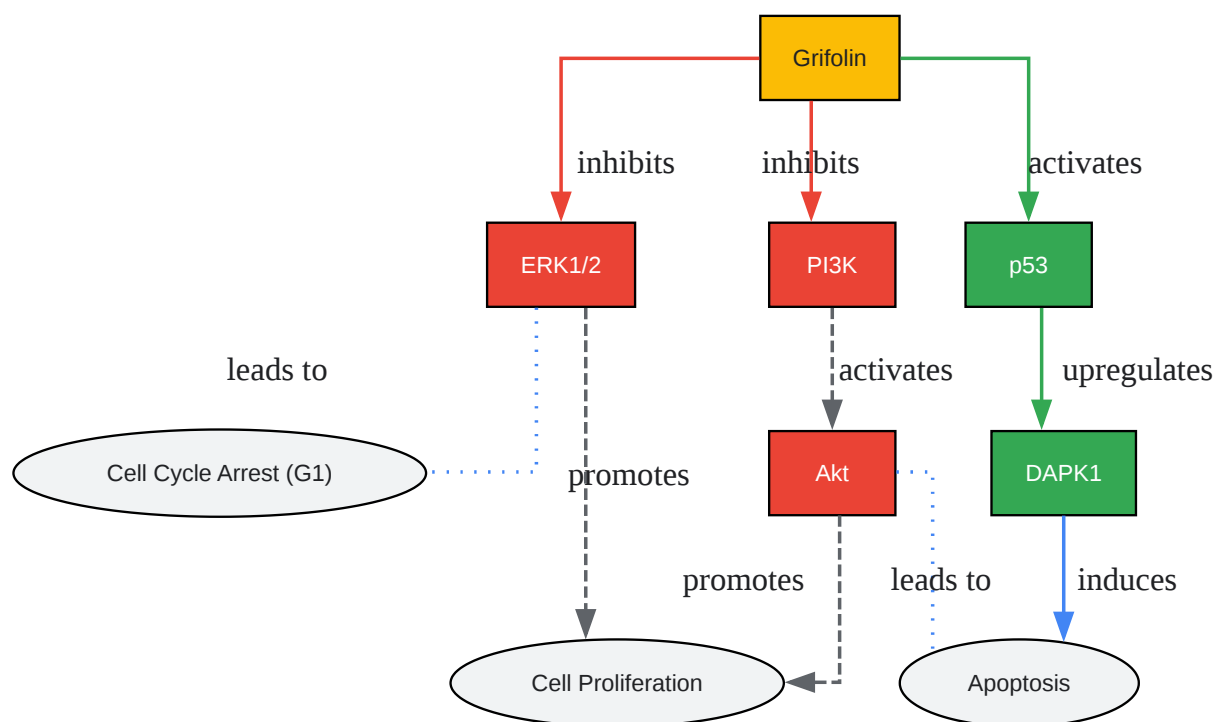 Grifolin
inhibits
inhibits
activates
ERK1/2
PI3K
p53
leads to
activates
upregulates
Cell Cycle Arrest (G1)
promotes
Akt
DAPK1
promotes
leads to
induces
Cell Proliferation
Apoptosis